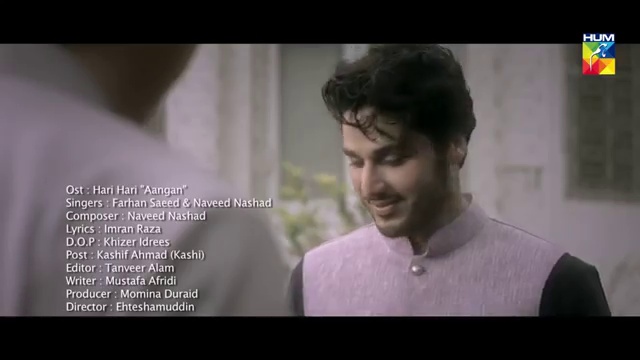 HUM
ہم
Ost : Hari Hari "Aangan"
Singers : Farhan Saeed & Naveed Nashad
Composer : Naveed Nashad
Lyrics : Imran Raza
D.O.P : Khizer Idrees
Post : Kashif Ahmad (Kashi)
Editor : Tanveer Alam
Writer : Mustafa Afridi
Producer : Momina Duraid
Director : Ehteshamuddin